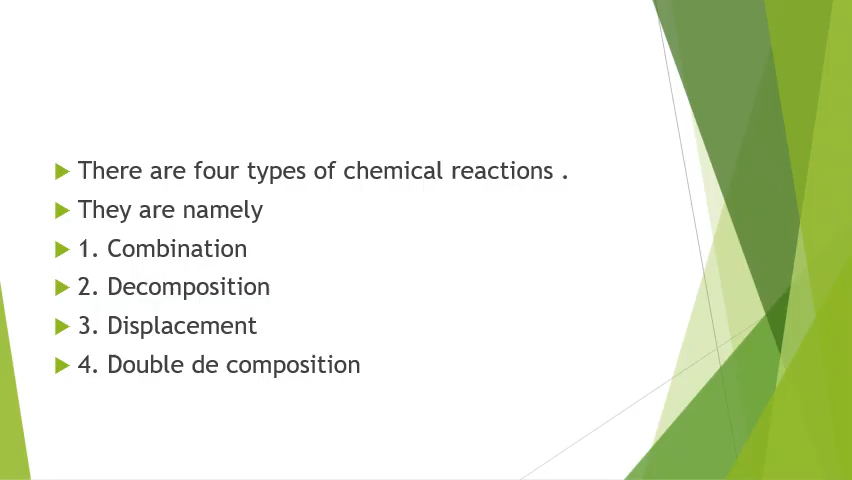 There are four types of chemical reactions .
They are namely
1. Combination
2. Decomposition
3. Displacement
4. Double de composition